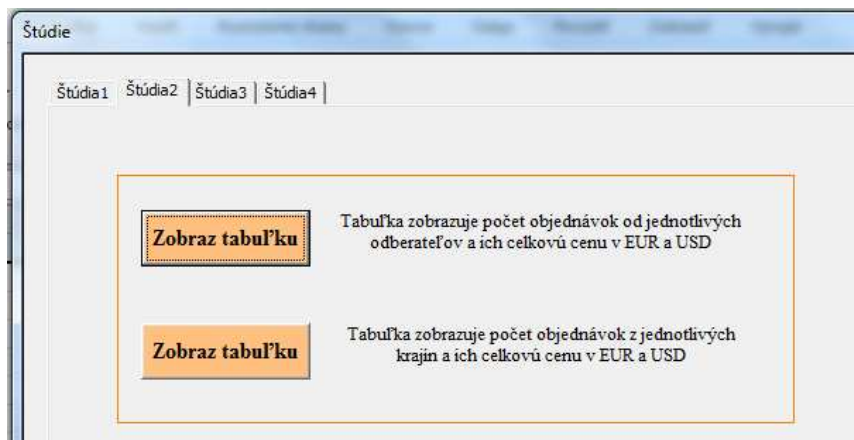 Štúdie
Štúdia1 Štúdia2 Štúdia3 Štúdia4
Zobraz tabuľku
Tabuľka zobrazuje počet objednávok od jednotlivých
odberateľov a ich celkovú cenu v EUR a USD
Zobraz tabuľku
Tabuľka zobrazuje počet objednávok z jednotlivých
krajín a ich celkovú cenu v EUR a USD